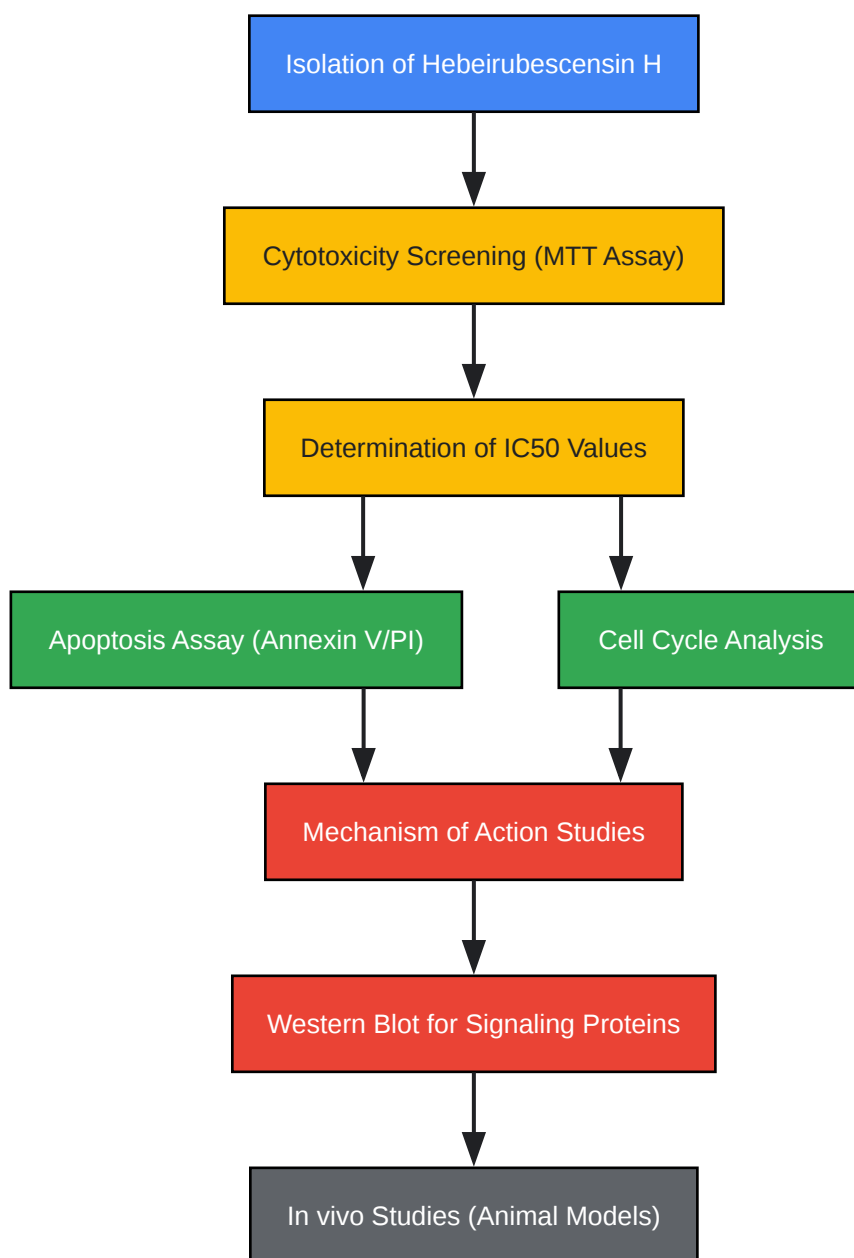 Isolation of Hebeirubescensin H
Cytotoxicity Screening (MTT Assay)
Determination of IC50 Values
Apoptosis Assay (Annexin V/PI)
Cell Cycle Analysis
Mechanism of Action Studies
Western Blot for Signaling Proteins
In vivo Studies (Animal Models)